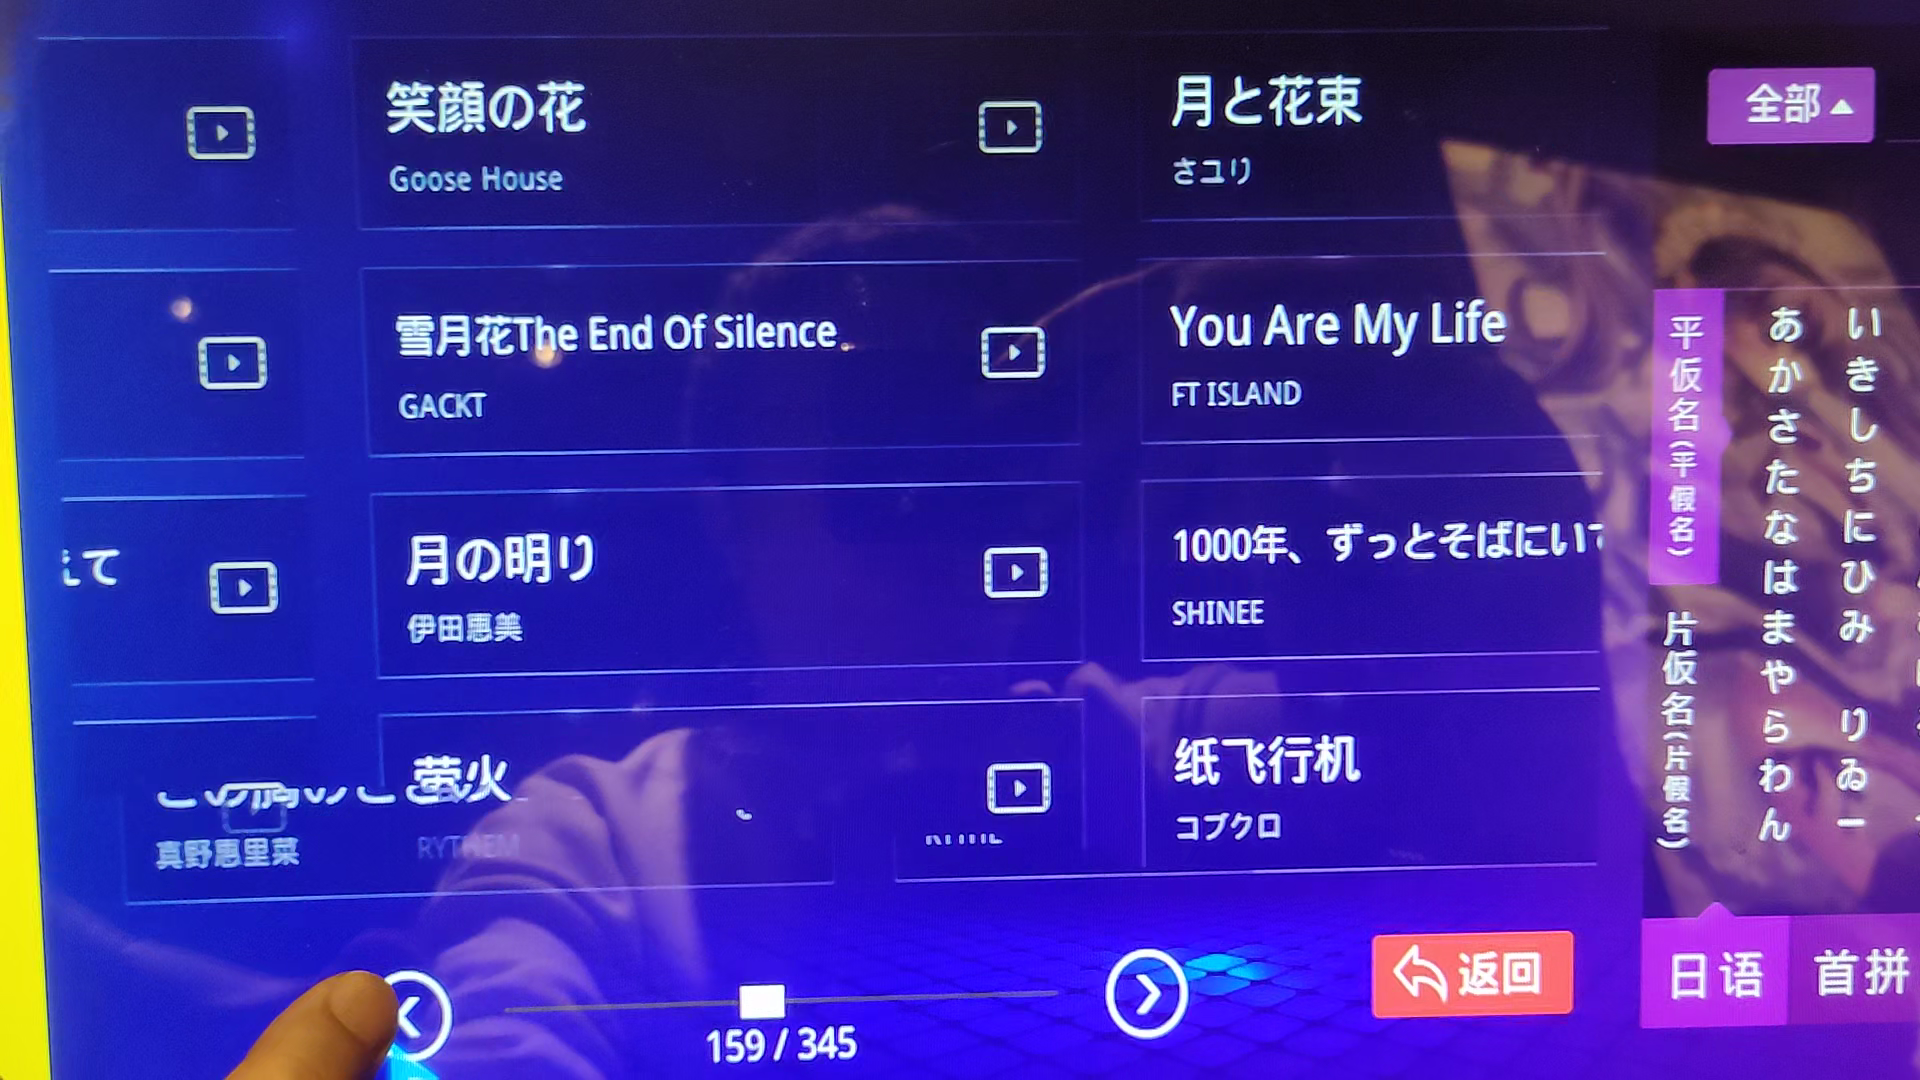 笑顔の花
Goose House
月と花束
さユり
全部
雪月花The End Of Silence
GACKT
You Are My Life
FT ISLAND
えて
月の明り
伊田恵美
1000年、ずっとそばにいて
SHINEE
萤火
RYTHEM
真野恵里菜
纸飞行机
コブクロ
平仮名(平假名)
片仮名(片假名)
あかさたなはまやらわん
いきしちにひみ りゐー
159 / 345
返回
日语
首拼